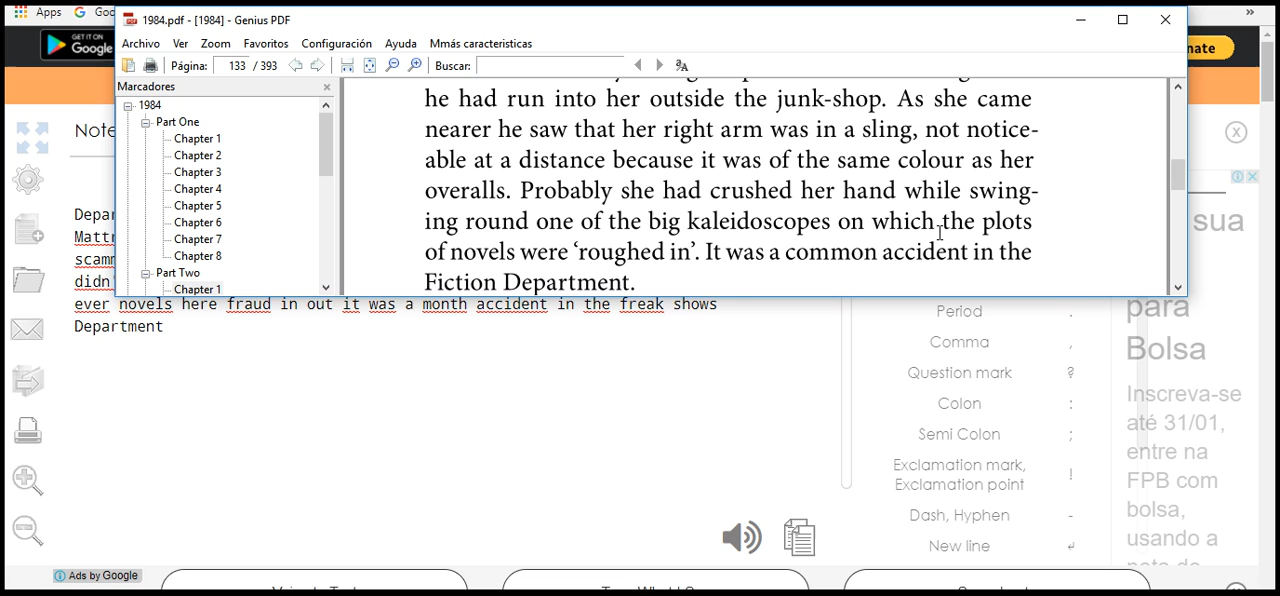 Apps
GET IT ON
Google
1984.pdf - [1984] - Genius PDF
Archivo Ver Zoom Favoritos Configuración Ayuda Mmás caracteristicas
Página: 133 / 393 Buscar:
Marcadores
1984
Part One
Chapter 1
Chapter 2
Chapter 3
Chapter 4
Chapter 5
Chapter 6
Chapter 7
Chapter 8
Part Two
Chapter 1
he had run into her outside the junk-shop. As she came
nearer he saw that her right arm was in a sling, not notice-
able at a distance because it was of the same colour as her
overalls. Probably she had crushed her hand while swing-
ing round one of the big kaleidoscopes on which the plots
of novels were ‘roughed in’. It was a common accident in the
Fiction Department.
Note
Depar
Mattr
scamm
didn'
ever novels here fraud in out it was a month accident in the freak shows
Department
Period .
Comma ,
Question mark ?
Colon :
Semi Colon ;
Exclamation mark,
Exclamation point !
Dash, Hyphen -
New line ↵
nate
sua
para
Bolsa
Inscreva-se
até 31/01,
entre na
FPB com
bolsa,
usando a
Ads by Google